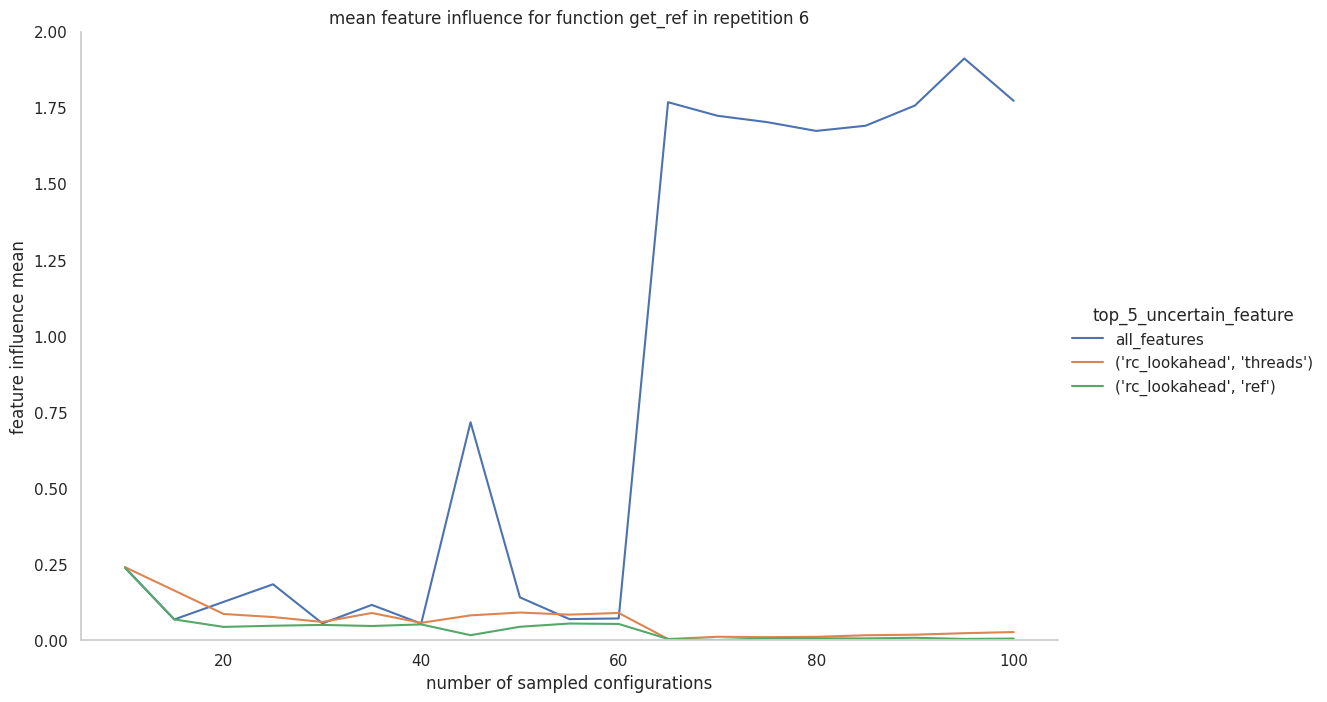 mean feature influence for function get_ref in repetition 6
2.00
1.75
1.50
1.25
1.00
0.75
0.50
0.25
0.00
feature influence mean
20
40
60
80
100
number of sampled configurations
top_5_uncertain_feature
all_features
('rc_lookahead', 'threads')
('rc_lookahead', 'ref')